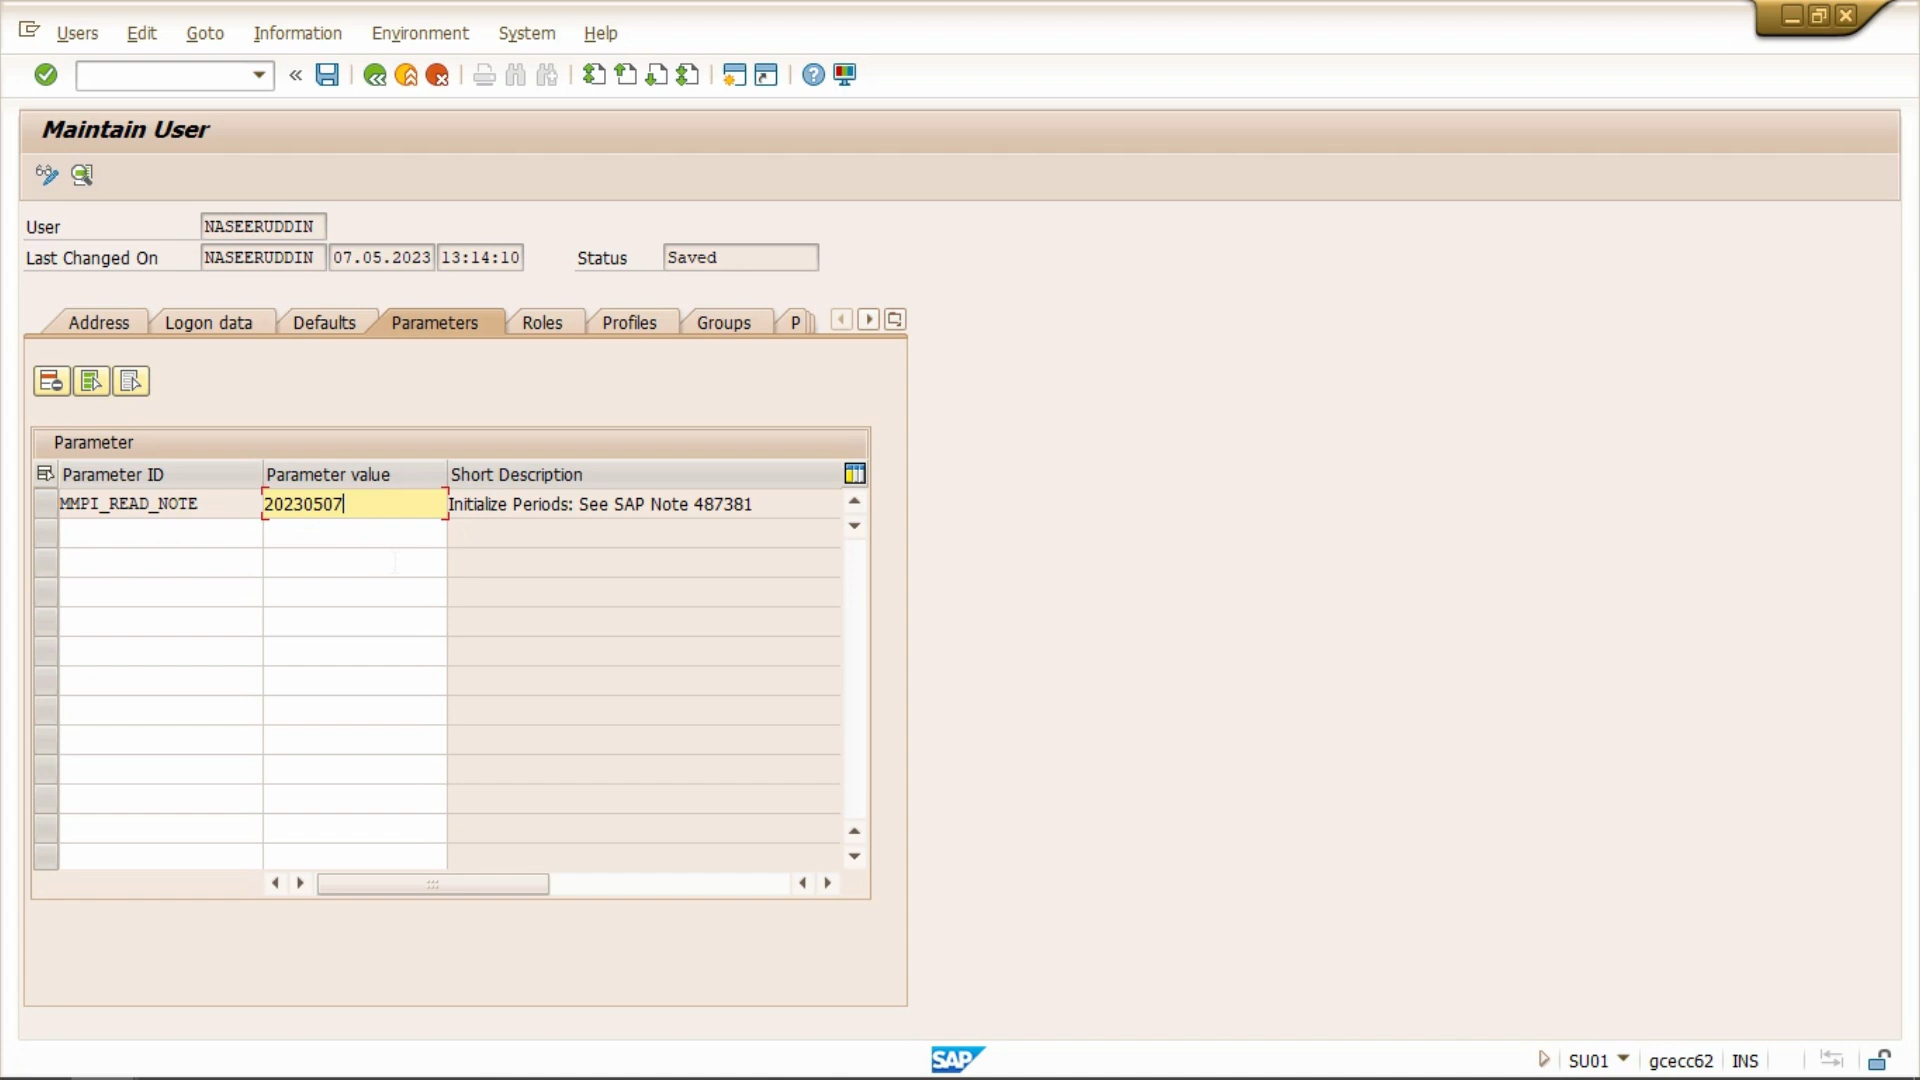 Users Edit Goto Information Environment System Help
Maintain User
User NASEERUDDIN
Last Changed On NASEERUDDIN 07.05.2023 13:14:10 Status Saved
Address Logon data Defaults Parameters Roles Profiles Groups P
Parameter
Parameter ID Parameter value Short Description
MMPI_READ_NOTE 20230507 Initialize Periods: See SAP Note 487381
SAP SU01 gcecc62 INS